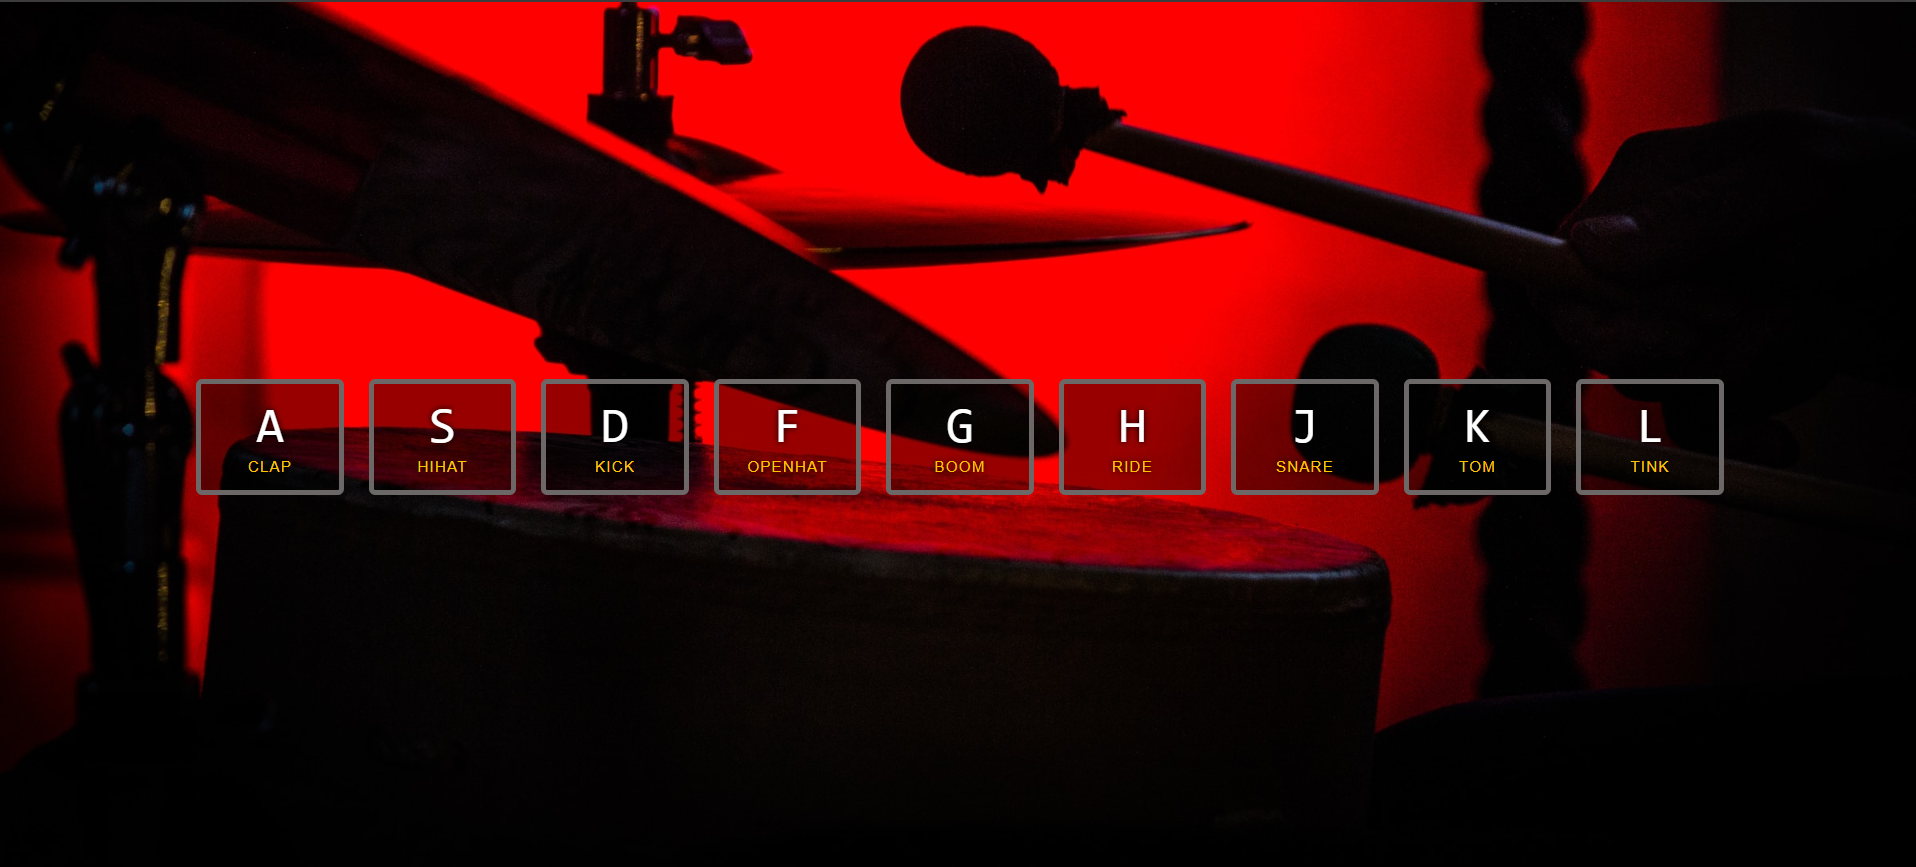 A S D F G H J K L
CLAP HIHAT KICK OPENHAT BOOM RIDE SNARE TOM TINK